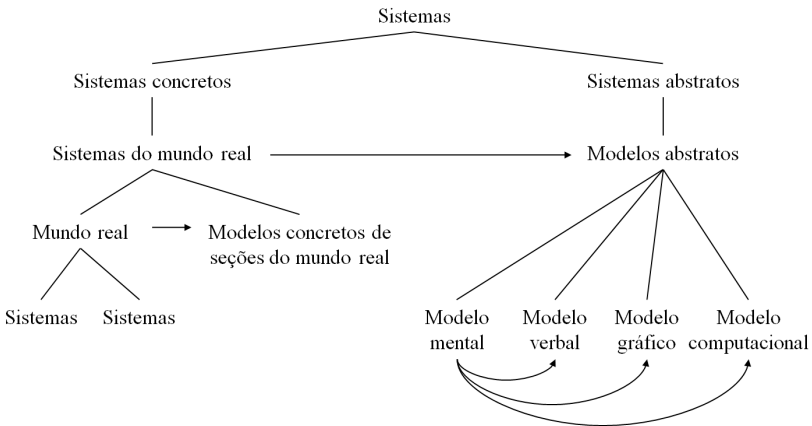 Sistemas
Sistemas concretos
Sistemas abstratos
Sistemas do mundo real
Modelos abstratos
Mundo real
Modelos concretos de
seções do mundo real
Sistemas
Sistemas
Modelo
mental
Modelo
verbal
Modelo
gráfico
Modelo
computacional